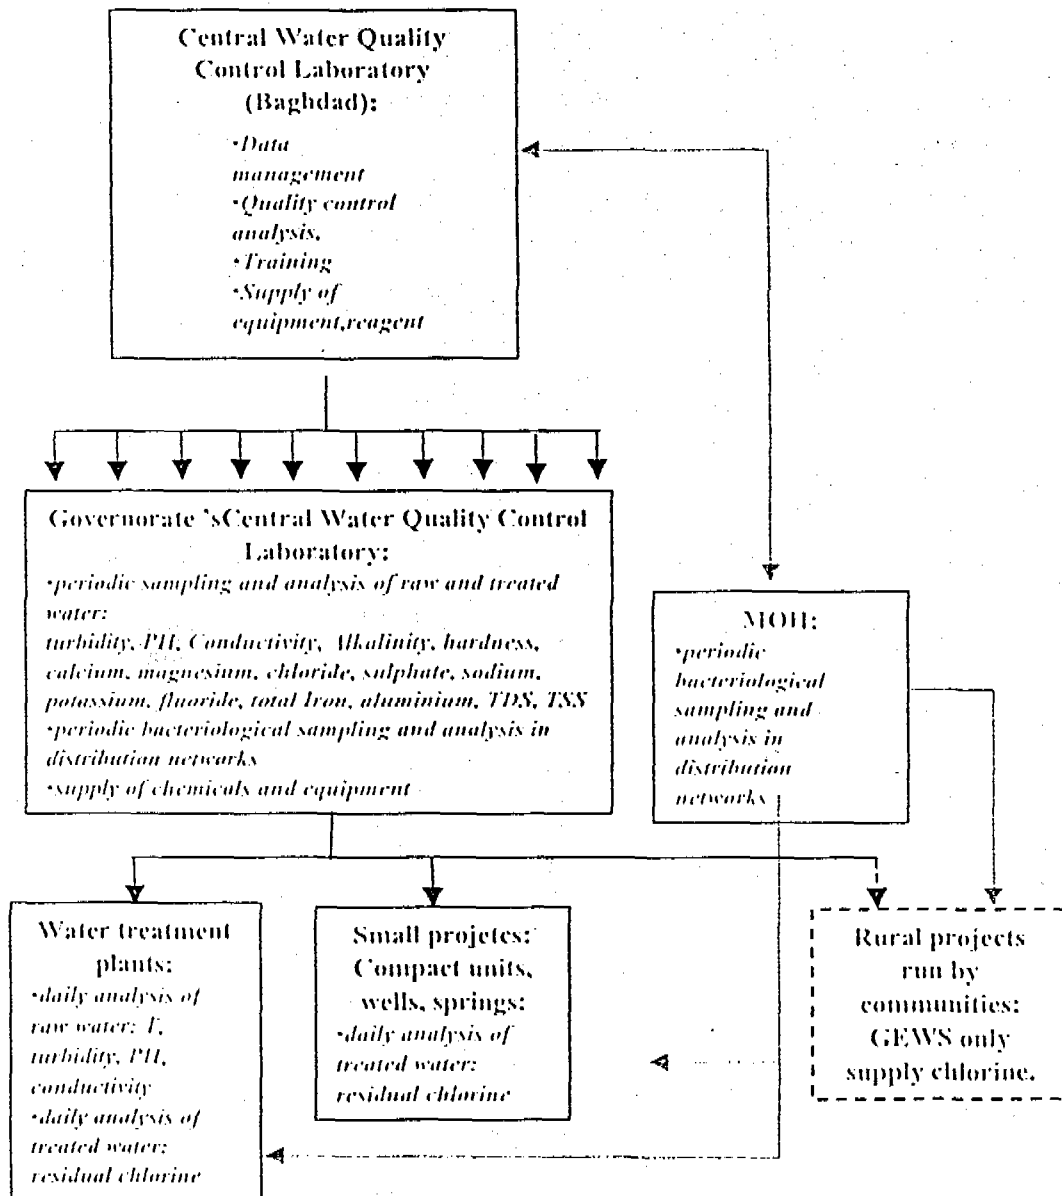 Central Water Quality
Control Laboratory
(Baghdad):
•Data
management
•Quality control
analysis,
•Training
•Supply of
equipment,reagent
Governorate 'sCentral Water Quality Control
Laboratory:
•periodic sampling and analysis of raw and treated
water:
turbidity, PH, Conductivity, Alkalinity, hardness,
calcium, magnesium, chloride, sulphate, sodium,
potassium, fluoride, total Iron, aluminium, TDS, TSS
•periodic bacteriological sampling and analysis in
distribution networks
•supply of chemicals and equipment
MOH:
•periodic
bacteriological
sampling and
analysis in
distribution
networks
Water treatment
plants:
•daily analysis of
raw water: T,
turbidity, PH,
conductivity
•daily analysis of
treated water:
residual chlorine
Small projetcs:
Compact units,
wells, springs:
•daily analysis of
treated water:
residual chlorine
Rural projects
run by
communities:
GEWS only
supply chlorine.